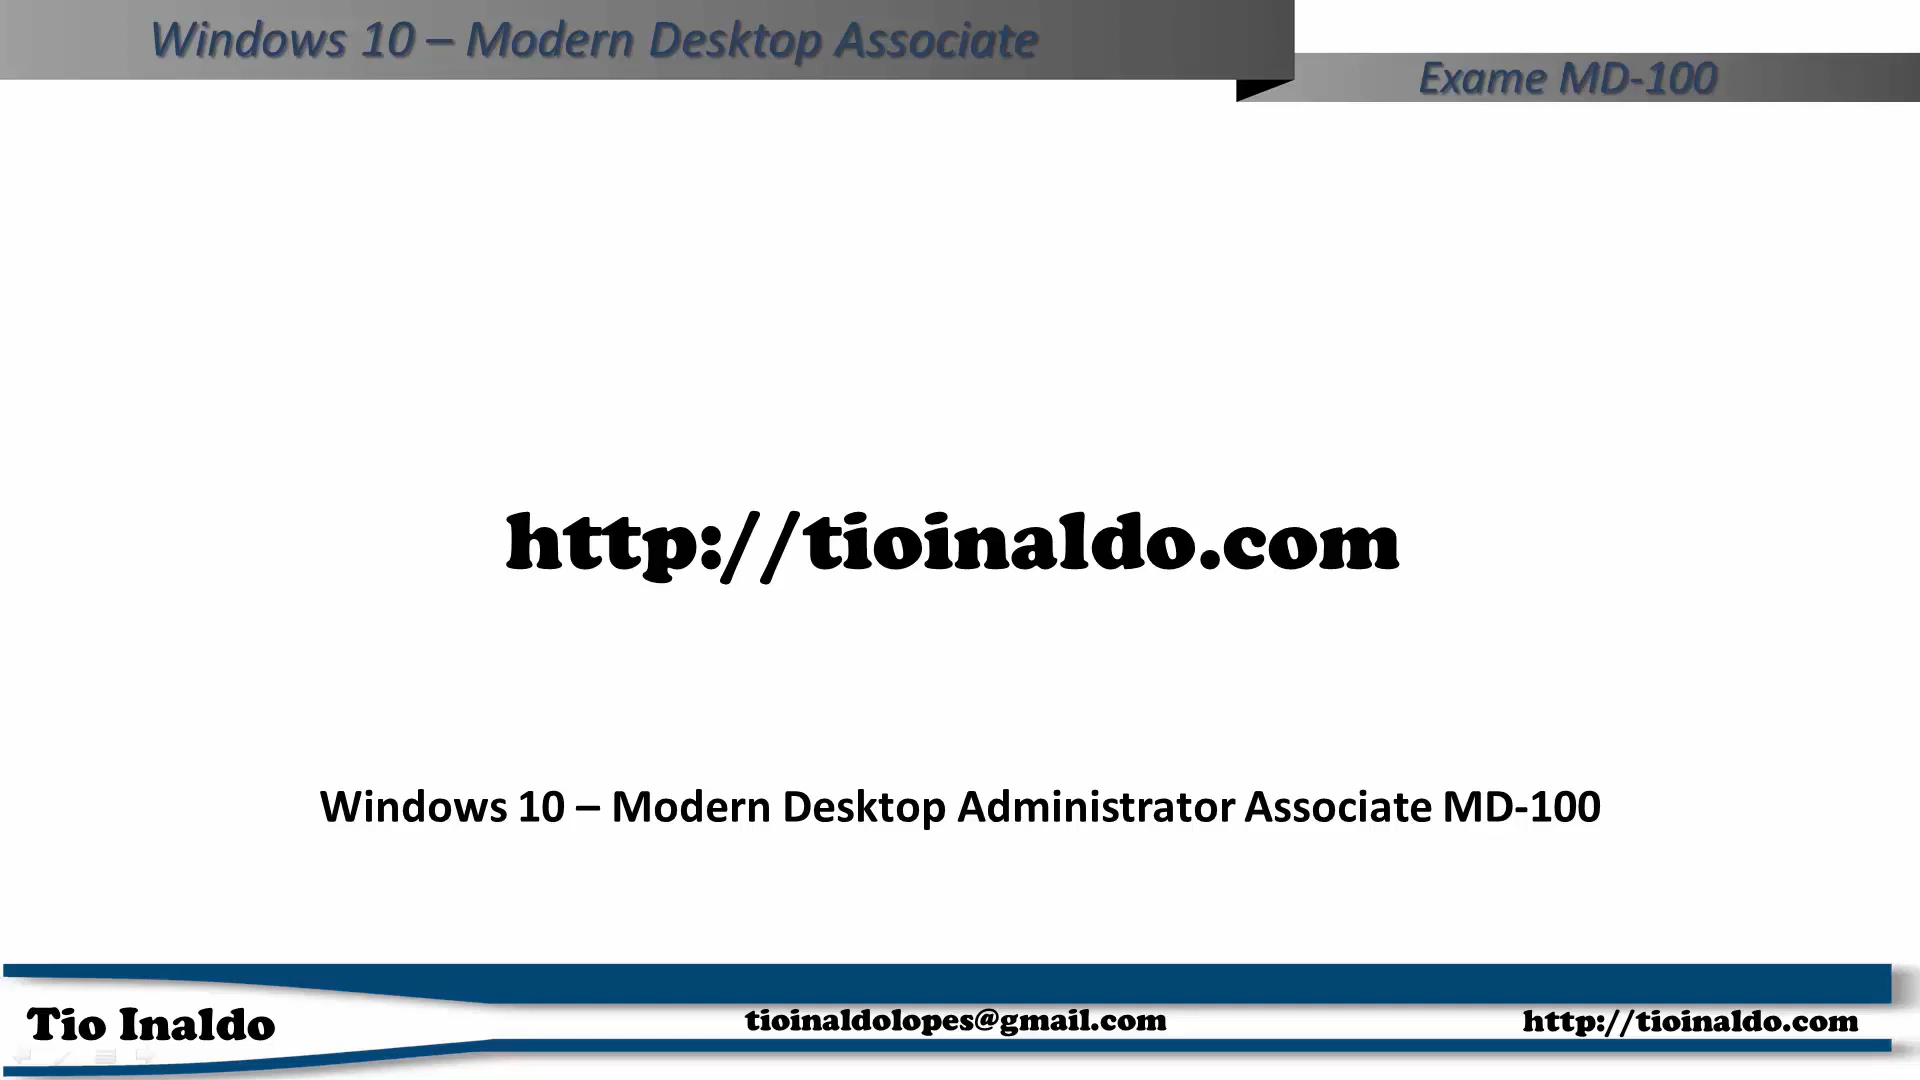 Windows 10 – Modern Desktop Associate
Exame MD-100
http://tioinaldo.com
Windows 10 – Modern Desktop Administrator Associate MD-100
Tio Inaldo
tioinaldolopes@gmail.com
http://tioinaldo.com